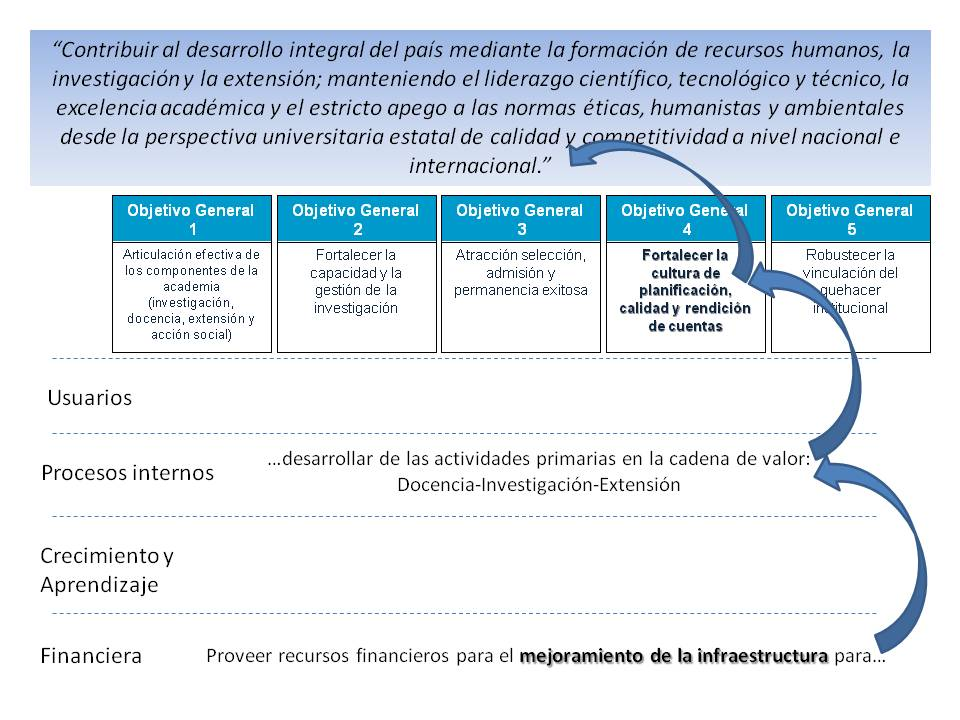 “Contribuir al desarrollo integral del país mediante la formación de recursos humanos, la
investigación y la extensión; manteniendo el liderazgo científico, tecnológico y técnico, la
excelencia académica y el estricto apego a las normas éticas, humanistas y ambientales
desde la perspectiva universitaria estatal de calidad y competitividad a nivel nacional e
internacional.”
Objetivo General
1
Articulación efectiva de
los componentes de la
academia
(investigación,
docencia, extensión y
acción social)
Objetivo General
2
Fortalecer la
capacidad y la
gestión de la
investigación
Objetivo General
3
Atracción selección,
admisión y
permanencia exitosa
Objetivo General
4
Fortalecer la
cultura de
planificación,
calidad y rendición
de cuentas
Objetivo General
5
Robustecer la
vinculación del
quehacer
institucional
Usuarios
Procesos internos
…desarrollar de las actividades primarias en la cadena de valor:
Docencia-Investigación-Extensión
Crecimiento y
Aprendizaje
Financiera
Proveer recursos financieros para el mejoramiento de la infraestructura para…